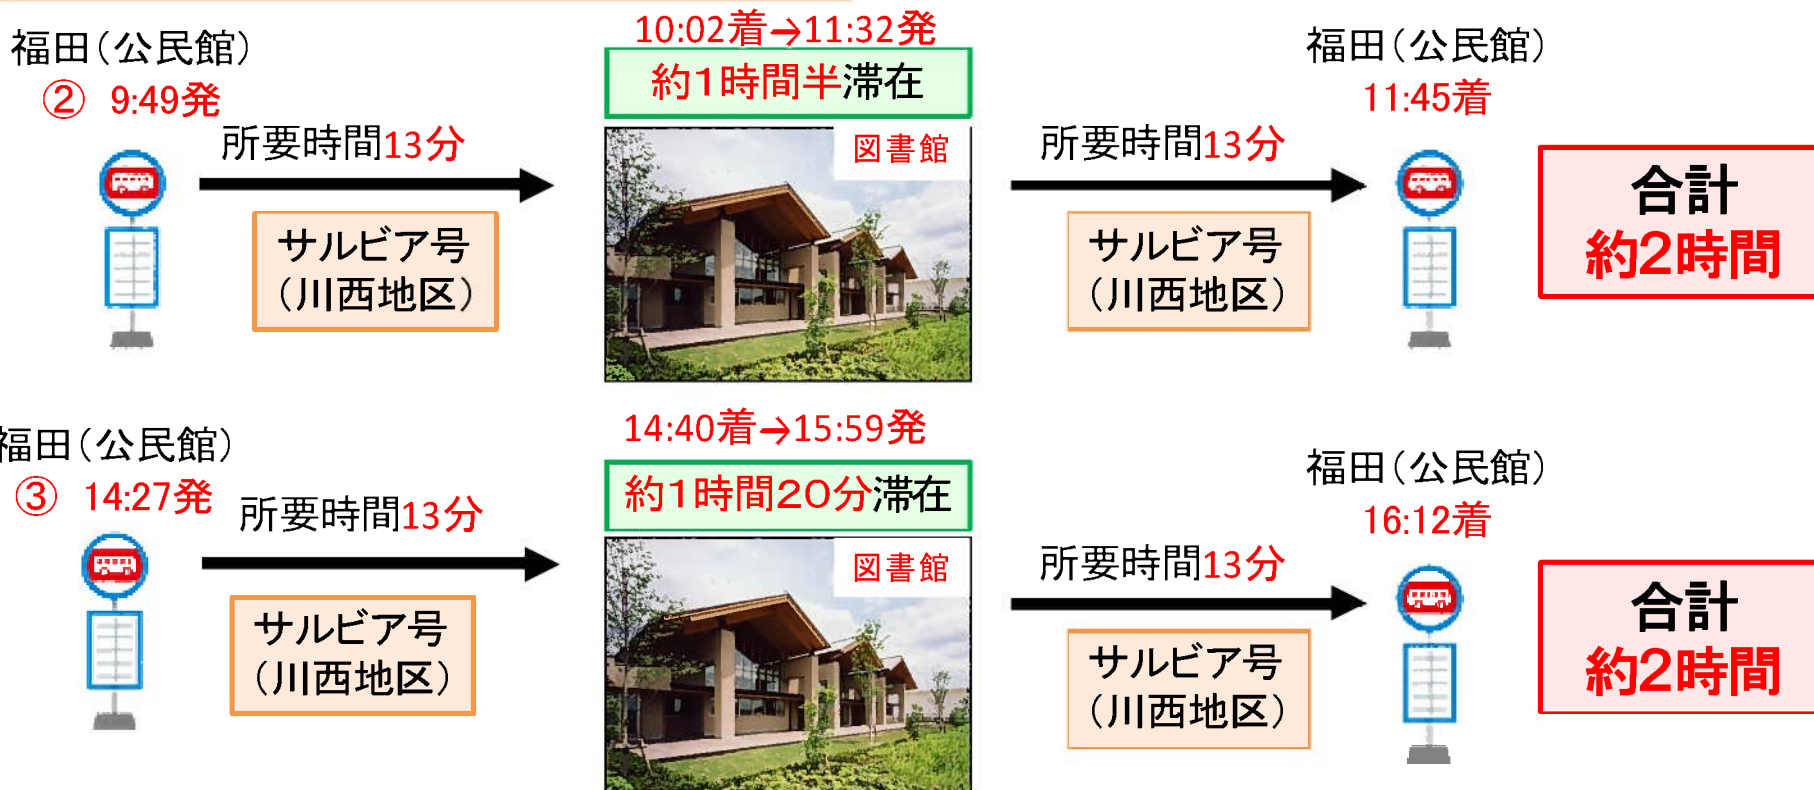 福田（公民館）
② 9:49発
所要時間13分
サルビア号
（川西地区）
10:02着→11:32発
約1時間半滞在
図書館
所要時間13分
サルビア号
（川西地区）
福田（公民館）
11:45着
合計
約2時間
福田（公民館）
③ 14:27発
所要時間13分
サルビア号
（川西地区）
14:40着→15:59発
約1時間20分滞在
図書館
所要時間13分
サルビア号
（川西地区）
福田（公民館）
16:12着
合計
約2時間